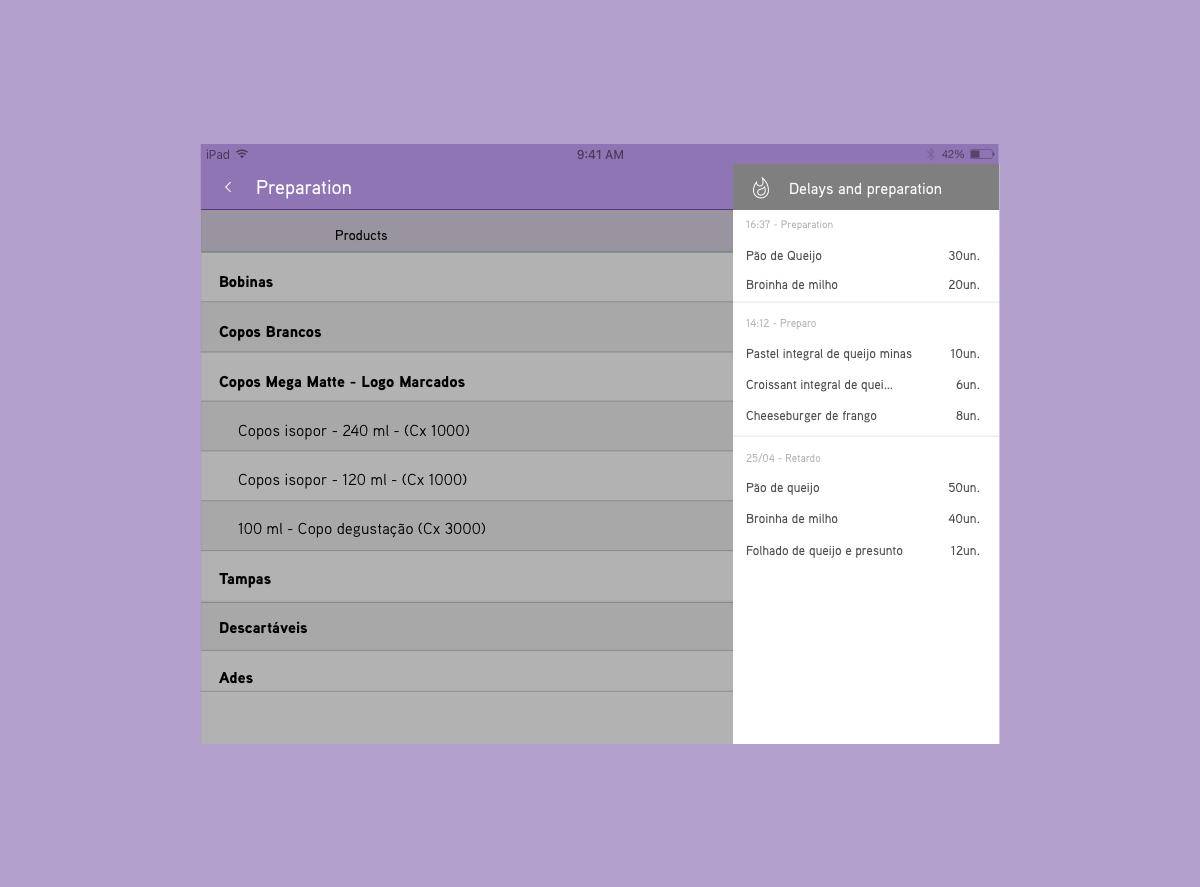 iPad 9:41 AM 42%
Preparation
Products
Bobinas
Copos Brancos
Copos Mega Matte - Logo Marcados
Copos isopor - 240 ml - (Cx 1000)
Copos isopor - 120 ml - (Cx 1000)
100 ml - Copo degustação (Cx 3000)
Tampas
Descartáveis
Ades
Delays and preparation
16:37 - Preparation
Pão de Queijo 30un.
Broinha de milho 20un.
14:12 - Preparo
Pastel integral de queijo minas 10un.
Croissant integral de quei... 6un.
Cheeseburger de frango 8un.
25/04 - Retardo
Pão de queijo 50un.
Broinha de milho 40un.
Folhado de queijo e presunto 12un.